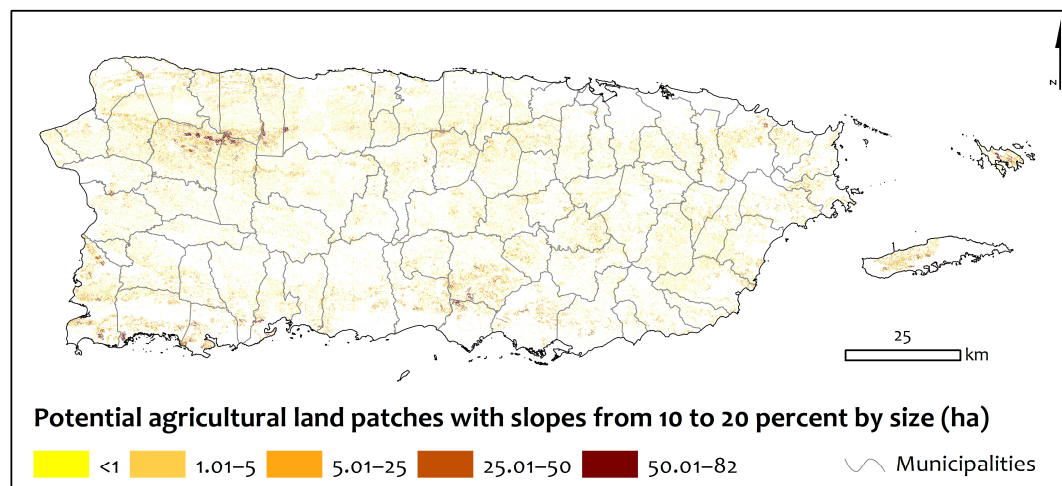 N
25
km
Potential agricultural land patches with slopes from 10 to 20 percent by size (ha)
<1 1.01–5 5.01–25 25.01–50 50.01–82 Municipalities